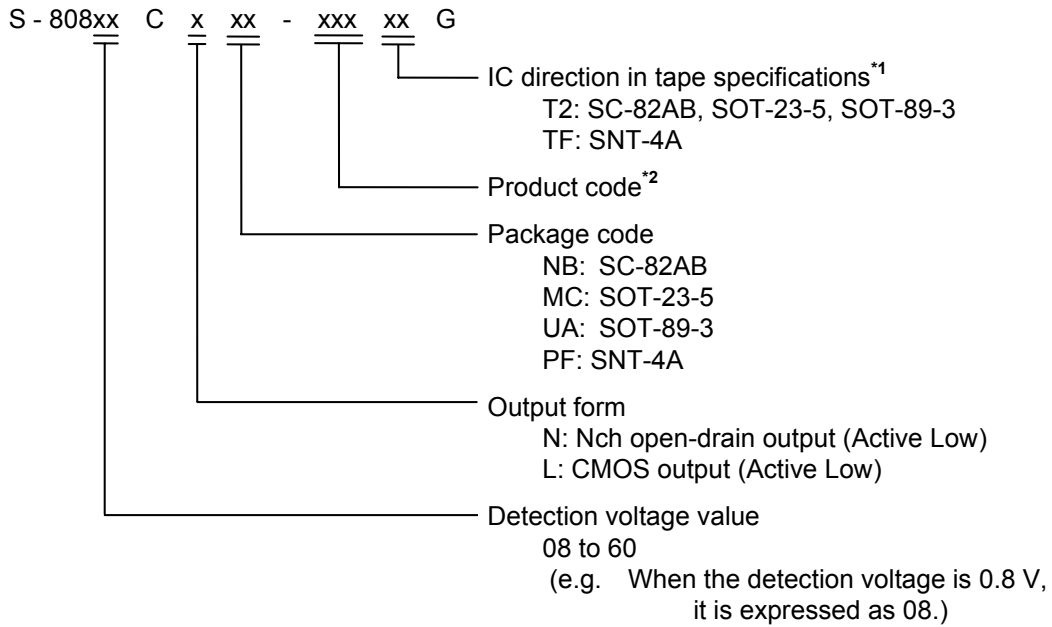 S - 808xx C x xx - xxx xx G
IC direction in tape specifications*1
T2: SC-82AB, SOT-23-5, SOT-89-3
TF: SNT-4A
Product code*2
Package code
NB: SC-82AB
MC: SOT-23-5
UA: SOT-89-3
PF: SNT-4A
Output form
N: Nch open-drain output (Active Low)
L: CMOS output (Active Low)
Detection voltage value
08 to 60
(e.g. When the detection voltage is 0.8 V,
it is expressed as 08.)